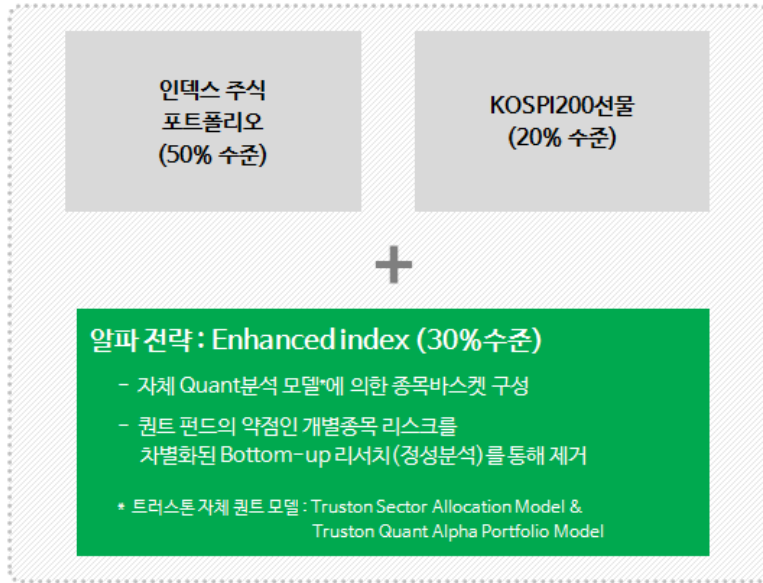 인덱스 주식
포트폴리오
(50% 수준)
KOSPI200선물
(20% 수준)
+
알파 전략 : Enhanced index (30%수준)
- 자체 Quant분석 모델*에 의한 종목바스켓 구성
- 퀀트 펀드의 약점인 개별종목 리스크를
차별화된 Bottom-up 리서치(정성분석)를 통해 제거
* 트러스톤 자체 퀀트 모델 : Truston Sector Allocation Model &
Truston Quant Alpha Portfolio Model